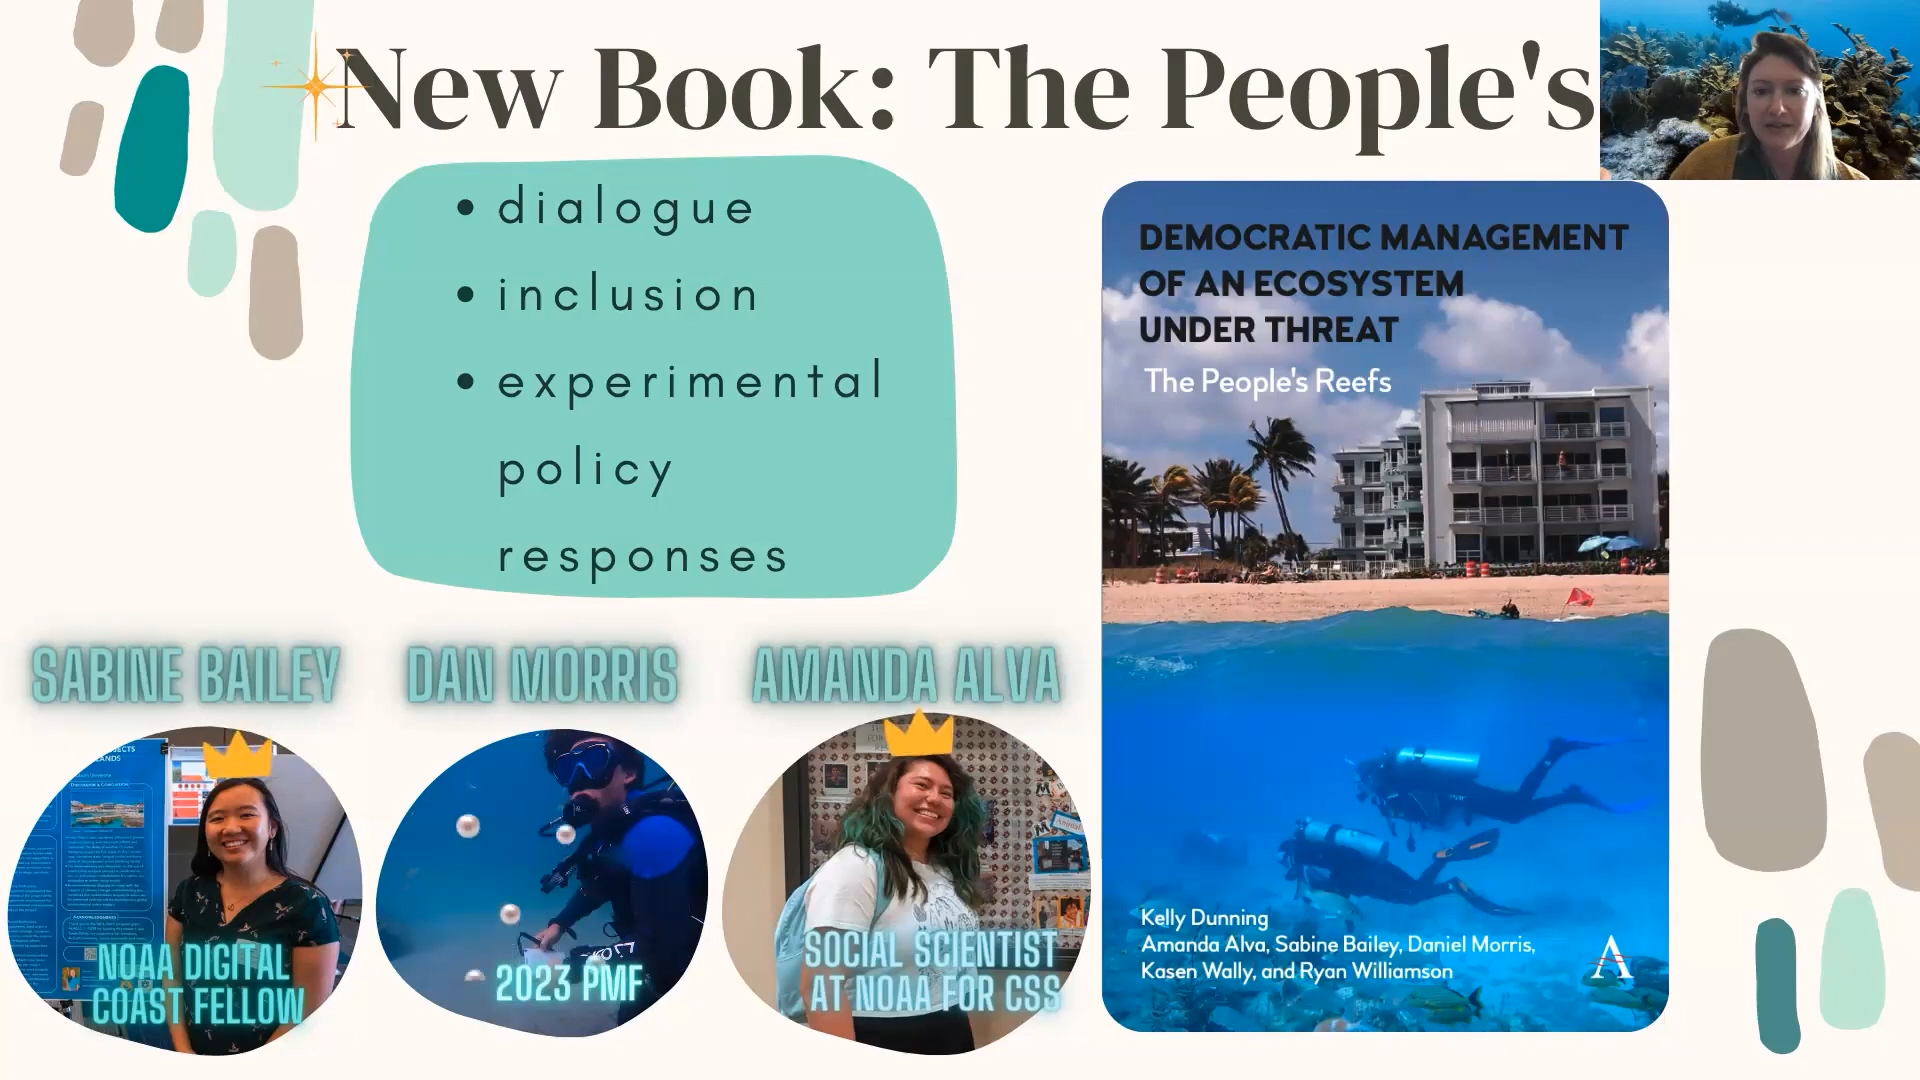 New Book: The People's
• dialogue
• inclusion
• experimental
policy
responses
DEMOCRATIC MANAGEMENT
OF AN ECOSYSTEM
UNDER THREAT
The People's Reefs
Kelly Dunning
Amanda Alva, Sabine Bailey, Daniel Morris,
Kasen Wally, and Ryan Williamson
SABINE BAILEY
NOAA DIGITAL
COAST FELLOW
DAN MORRIS
2023 PMF
AMANDA ALVA
SOCIAL SCIENTIST
AT NOAA FOR CSS